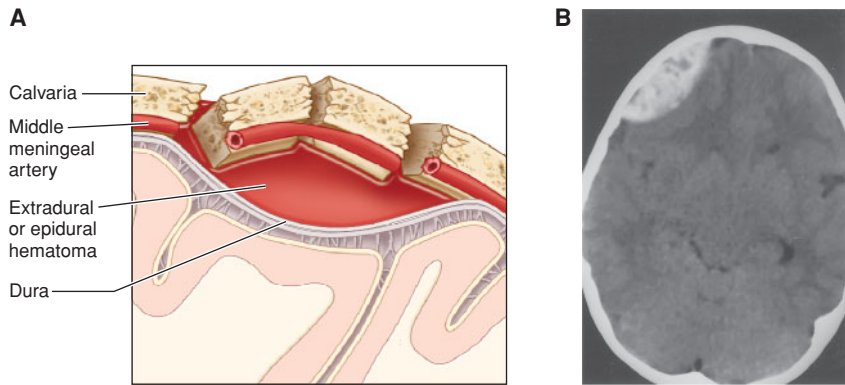 A
B
Calvaria
Middle
meningeal
artery
Extradural
or epidural
hematoma
Dura